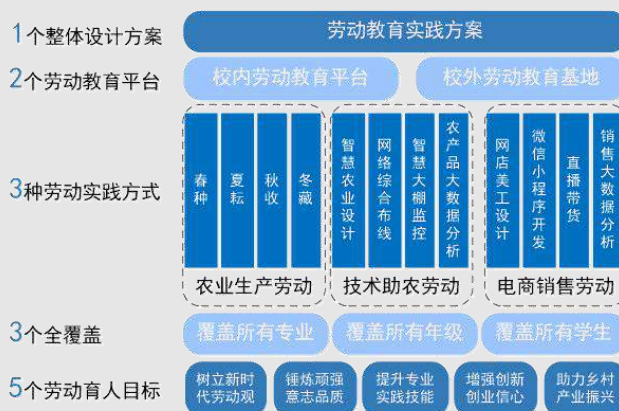 1个整体设计方案
劳动教育实践方案
2个劳动教育平台
校内劳动教育平台
校外劳动教育基地
3种劳动实践方式
春种
夏耘
秋收
冬藏
农业生产劳动
智慧农业设计
网络综合布线
智慧大棚监控
农产品大数据分析
技术助农劳动
网店美工设计
微信小程序开发
直播带货
销售大数据分析
电商销售劳动
3个全覆盖
覆盖所有专业
覆盖所有年级
覆盖所有学生
5个劳动育人目标
树立新时
代劳动观
锤炼顽强
意志品质
提升专业
实践技能
增强创新
创业信心
助力乡村
产业振兴